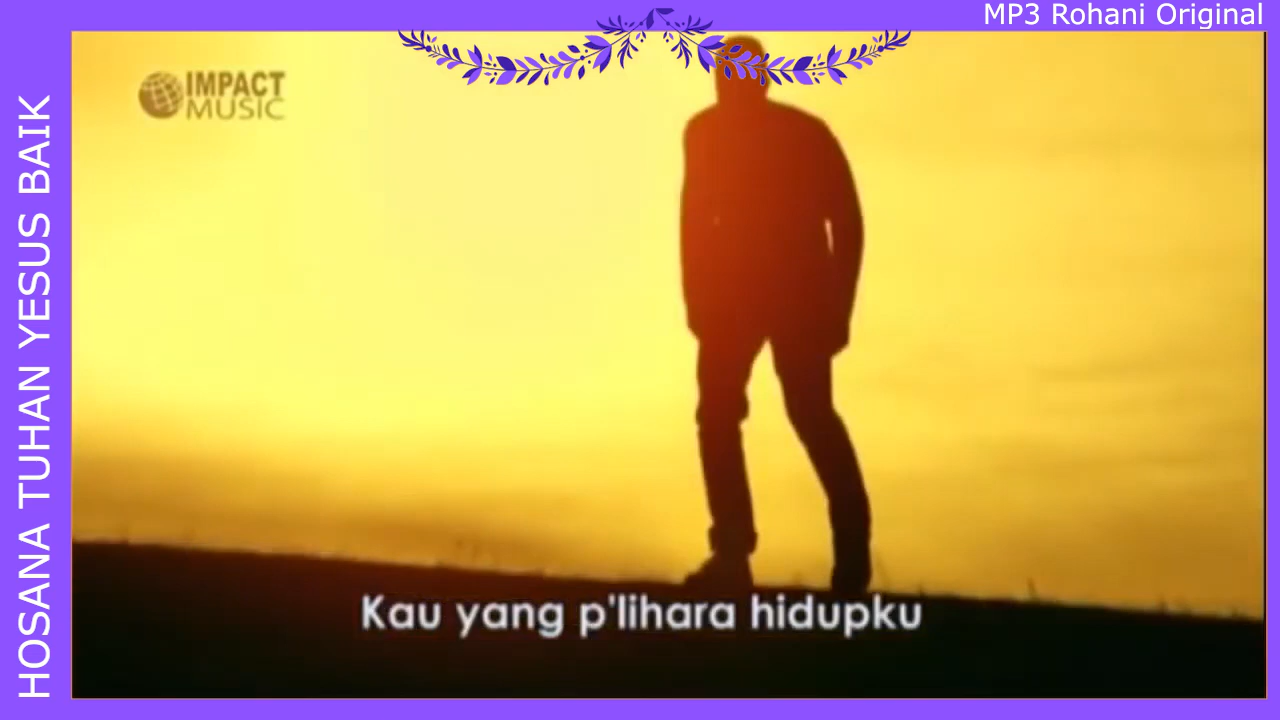 MP3 Rohani Original
IMPACT
MUSIC
HOSANA TUHAN YESUS BAIK
Kau yang p'lihara hidupku